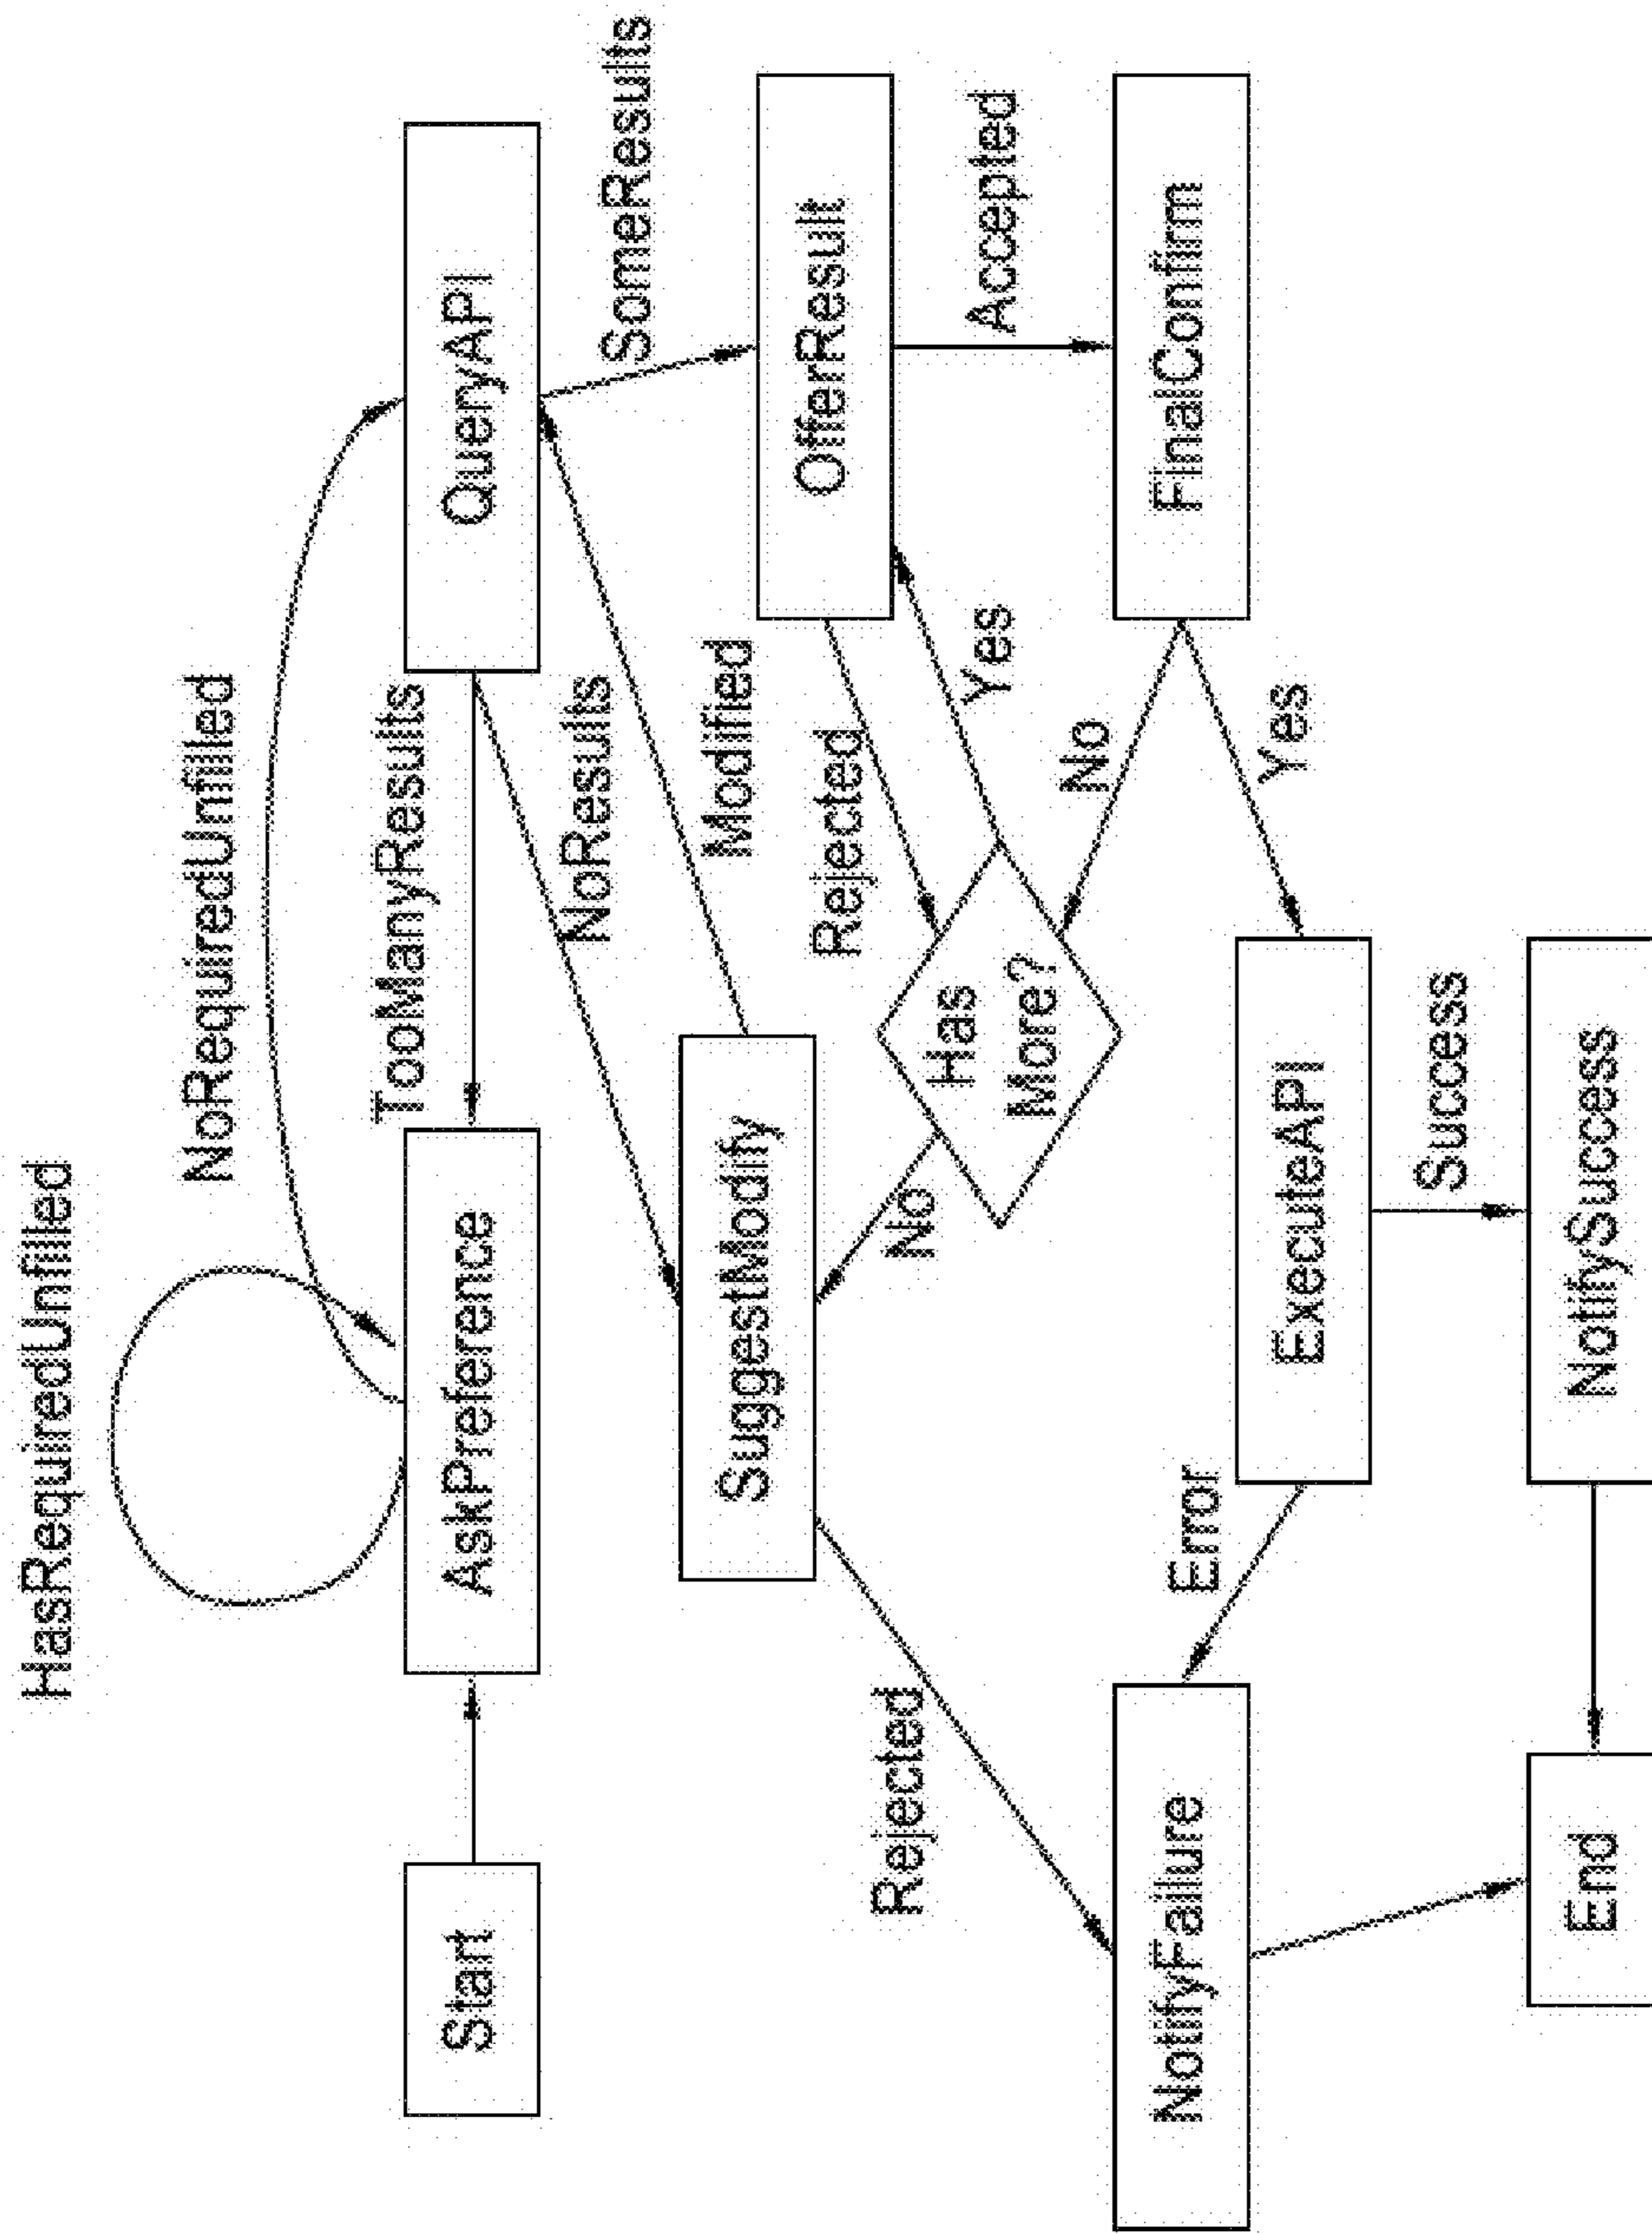 HasRequiredUnfilled
NoRequiredUnfilled
TooManyResults
Start
AskPreference
QueryAPI
NoResults
SomeResults
Modified
SuggestModify
OfferResult
Rejected
Has
More?
Yes
No
Accepted
Rejected
No
FinalConfirm
Yes
Error
NotifyFailure
ExecuteAPI
Success
End
NotifySuccess